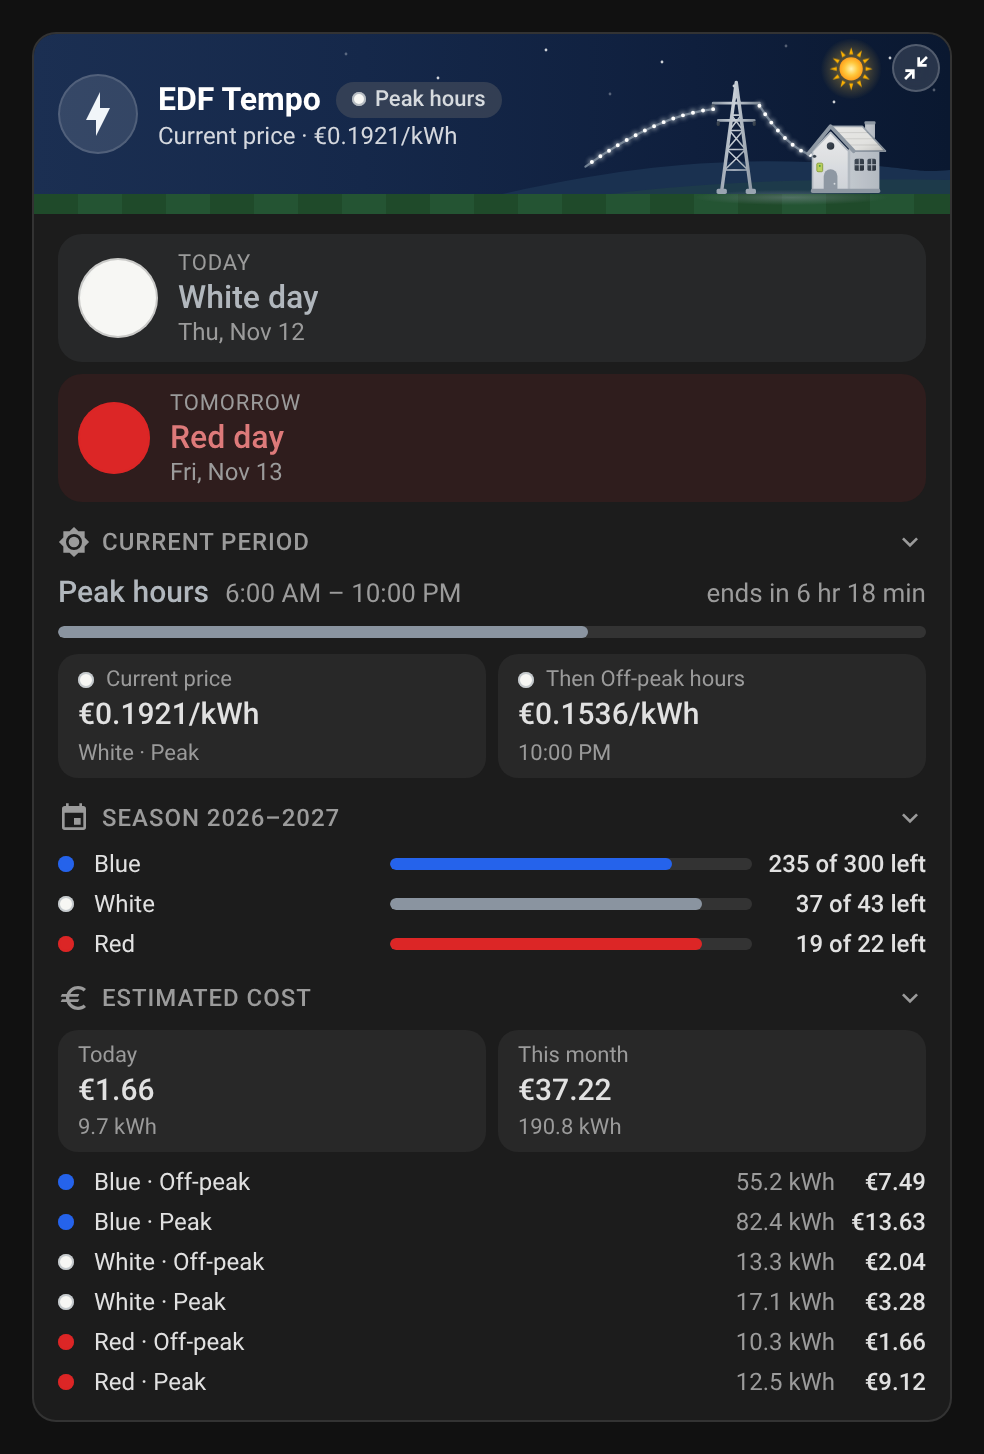 EDF Tempo
Peak hours
Current price · €0.1921/kWh
TODAY
White day
Thu, Nov 12
TOMORROW
Red day
Fri, Nov 13
CURRENT PERIOD
Peak hours 6:00 AM – 10:00 PM ends in 6 hr 18 min
Current price
€0.1921/kWh
White · Peak
Then Off-peak hours
€0.1536/kWh
10:00 PM
SEASON 2026–2027
Blue 235 of 300 left
White 37 of 43 left
Red 19 of 22 left
ESTIMATED COST
Today
€1.66
9.7 kWh
This month
€37.22
190.8 kWh
Blue · Off-peak 55.2 kWh €7.49
Blue · Peak 82.4 kWh €13.63
White · Off-peak 13.3 kWh €2.04
White · Peak 17.1 kWh €3.28
Red · Off-peak 10.3 kWh €1.66
Red · Peak 12.5 kWh €9.12